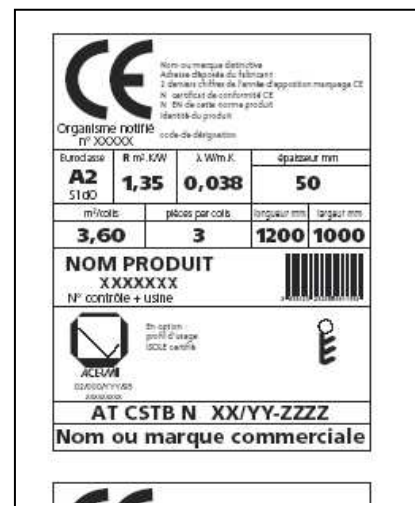 CE
Nom ou marque distinctive
Adresse déposée du fabricant
2 derniers chiffres de l'année d'apposition marquage CE
N certificat de conformité CE
N EN de cette norme produit
Identité du produit
Organisme notifié
n° XXXXX
code de désignation
Euroclasse R m².K/W λ W/m.K épaisseur mm
A2 1,35 0,038 50
S1d0
m²/colis pièces par colis longueur mm largeur mm
3,60 3 1200 1000
NOM PRODUIT
XXXXXXX
N° contrôle + usine
En option :
profil d'usage
ISOLE certifié
ACERMI
AT CSTB N XX/YY-ZZZZ
Nom ou marque commerciale
CE